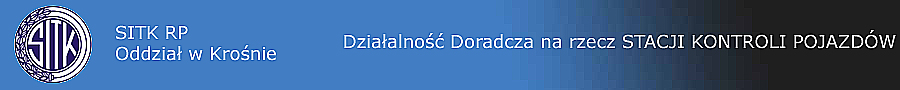 SITK
SITK RP
Oddział w Krośnie
Działalność Doradcza na rzecz STACJI KONTROLI POJAZDÓW